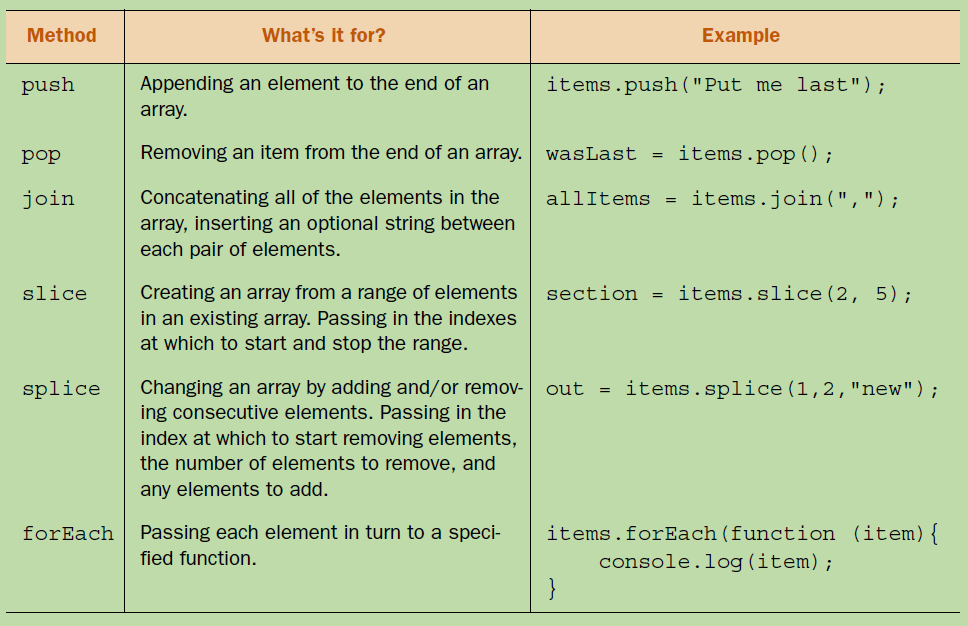 Method What's it for? Example
push Appending an element to the end of an items.push("Put me last");
array.
pop Removing an item from the end of an array. wasLast = items.pop();
join Concatenating all of the elements in the allItems = items.join(",");
array, inserting an optional string between
each pair of elements.
slice Creating an array from a range of elements section = items.slice(2, 5);
in an existing array. Passing in the indexes
at which to start and stop the range.
splice Changing an array by adding and/or remov- out = items.splice(1,2,"new");
ing consecutive elements. Passing in the
index at which to start removing elements,
the number of elements to remove, and
any elements to add.
forEach Passing each element in turn to a speci- items.forEach(function (item){
fied function. console.log(item);
}